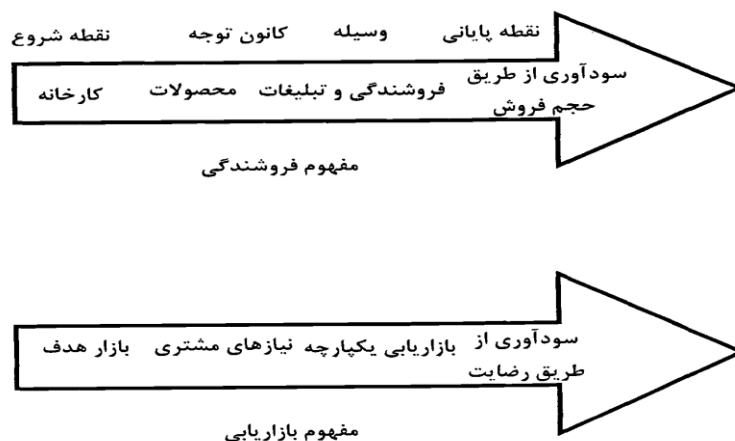 نقطه شروع کانون توجه وسیله نقطه پایانی
کارخانه محصولات فروشندگی و تبلیغات سودآوری از طریق
حجم فروش
مفهوم فروشندگی
بازار هدف نیازهای مشتری بازاریابی یکپارچه سودآوری از
طریق رضایت
مفهوم بازاریابی